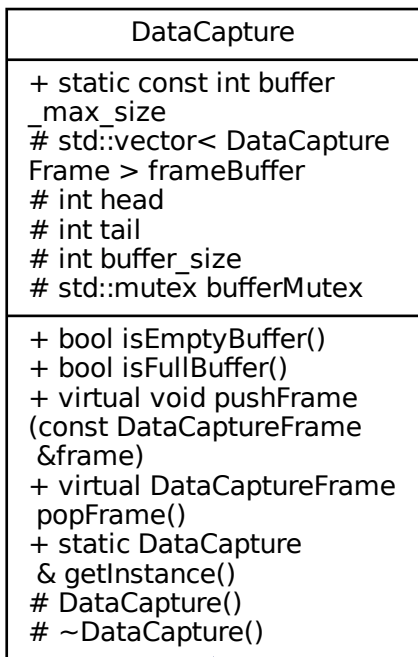 DataCapture
+ static const int buffer
_max_size
# std::vector< DataCapture
Frame > frameBuffer
# int head
# int tail
# int buffer_size
# std::mutex bufferMutex
+ bool isEmptyBuffer()
+ bool isFullBuffer()
+ virtual void pushFrame
(const DataCaptureFrame
&frame)
+ virtual DataCaptureFrame
popFrame()
+ static DataCapture
& getInstance()
# DataCapture()
# ~DataCapture()